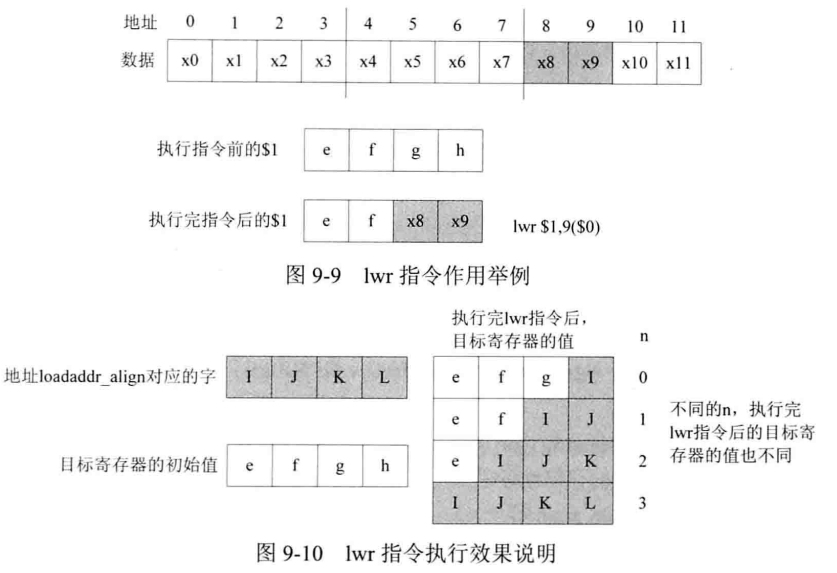 地址 0 1 2 3 4 5 6 7 8 9 10 11
数据 x0 x1 x2 x3 x4 x5 x6 x7 x8 x9 x10 x11
执行指令前的$1 e f g h
执行完指令后的$1 e f x8 x9 lwr $1,9($0)
图 9-9 lwr 指令作用举例
执行完lwr指令后，
目标寄存器的值 n
地址loadaddr_align对应的字 I J K L
e f g I 0
e f I J 1
e I J K 2
I J K L 3
不同的n，执行完
lwr指令后的目标寄
存器的值也不同
目标寄存器的初始值 e f g h
图 9-10 lwr 指令执行效果说明